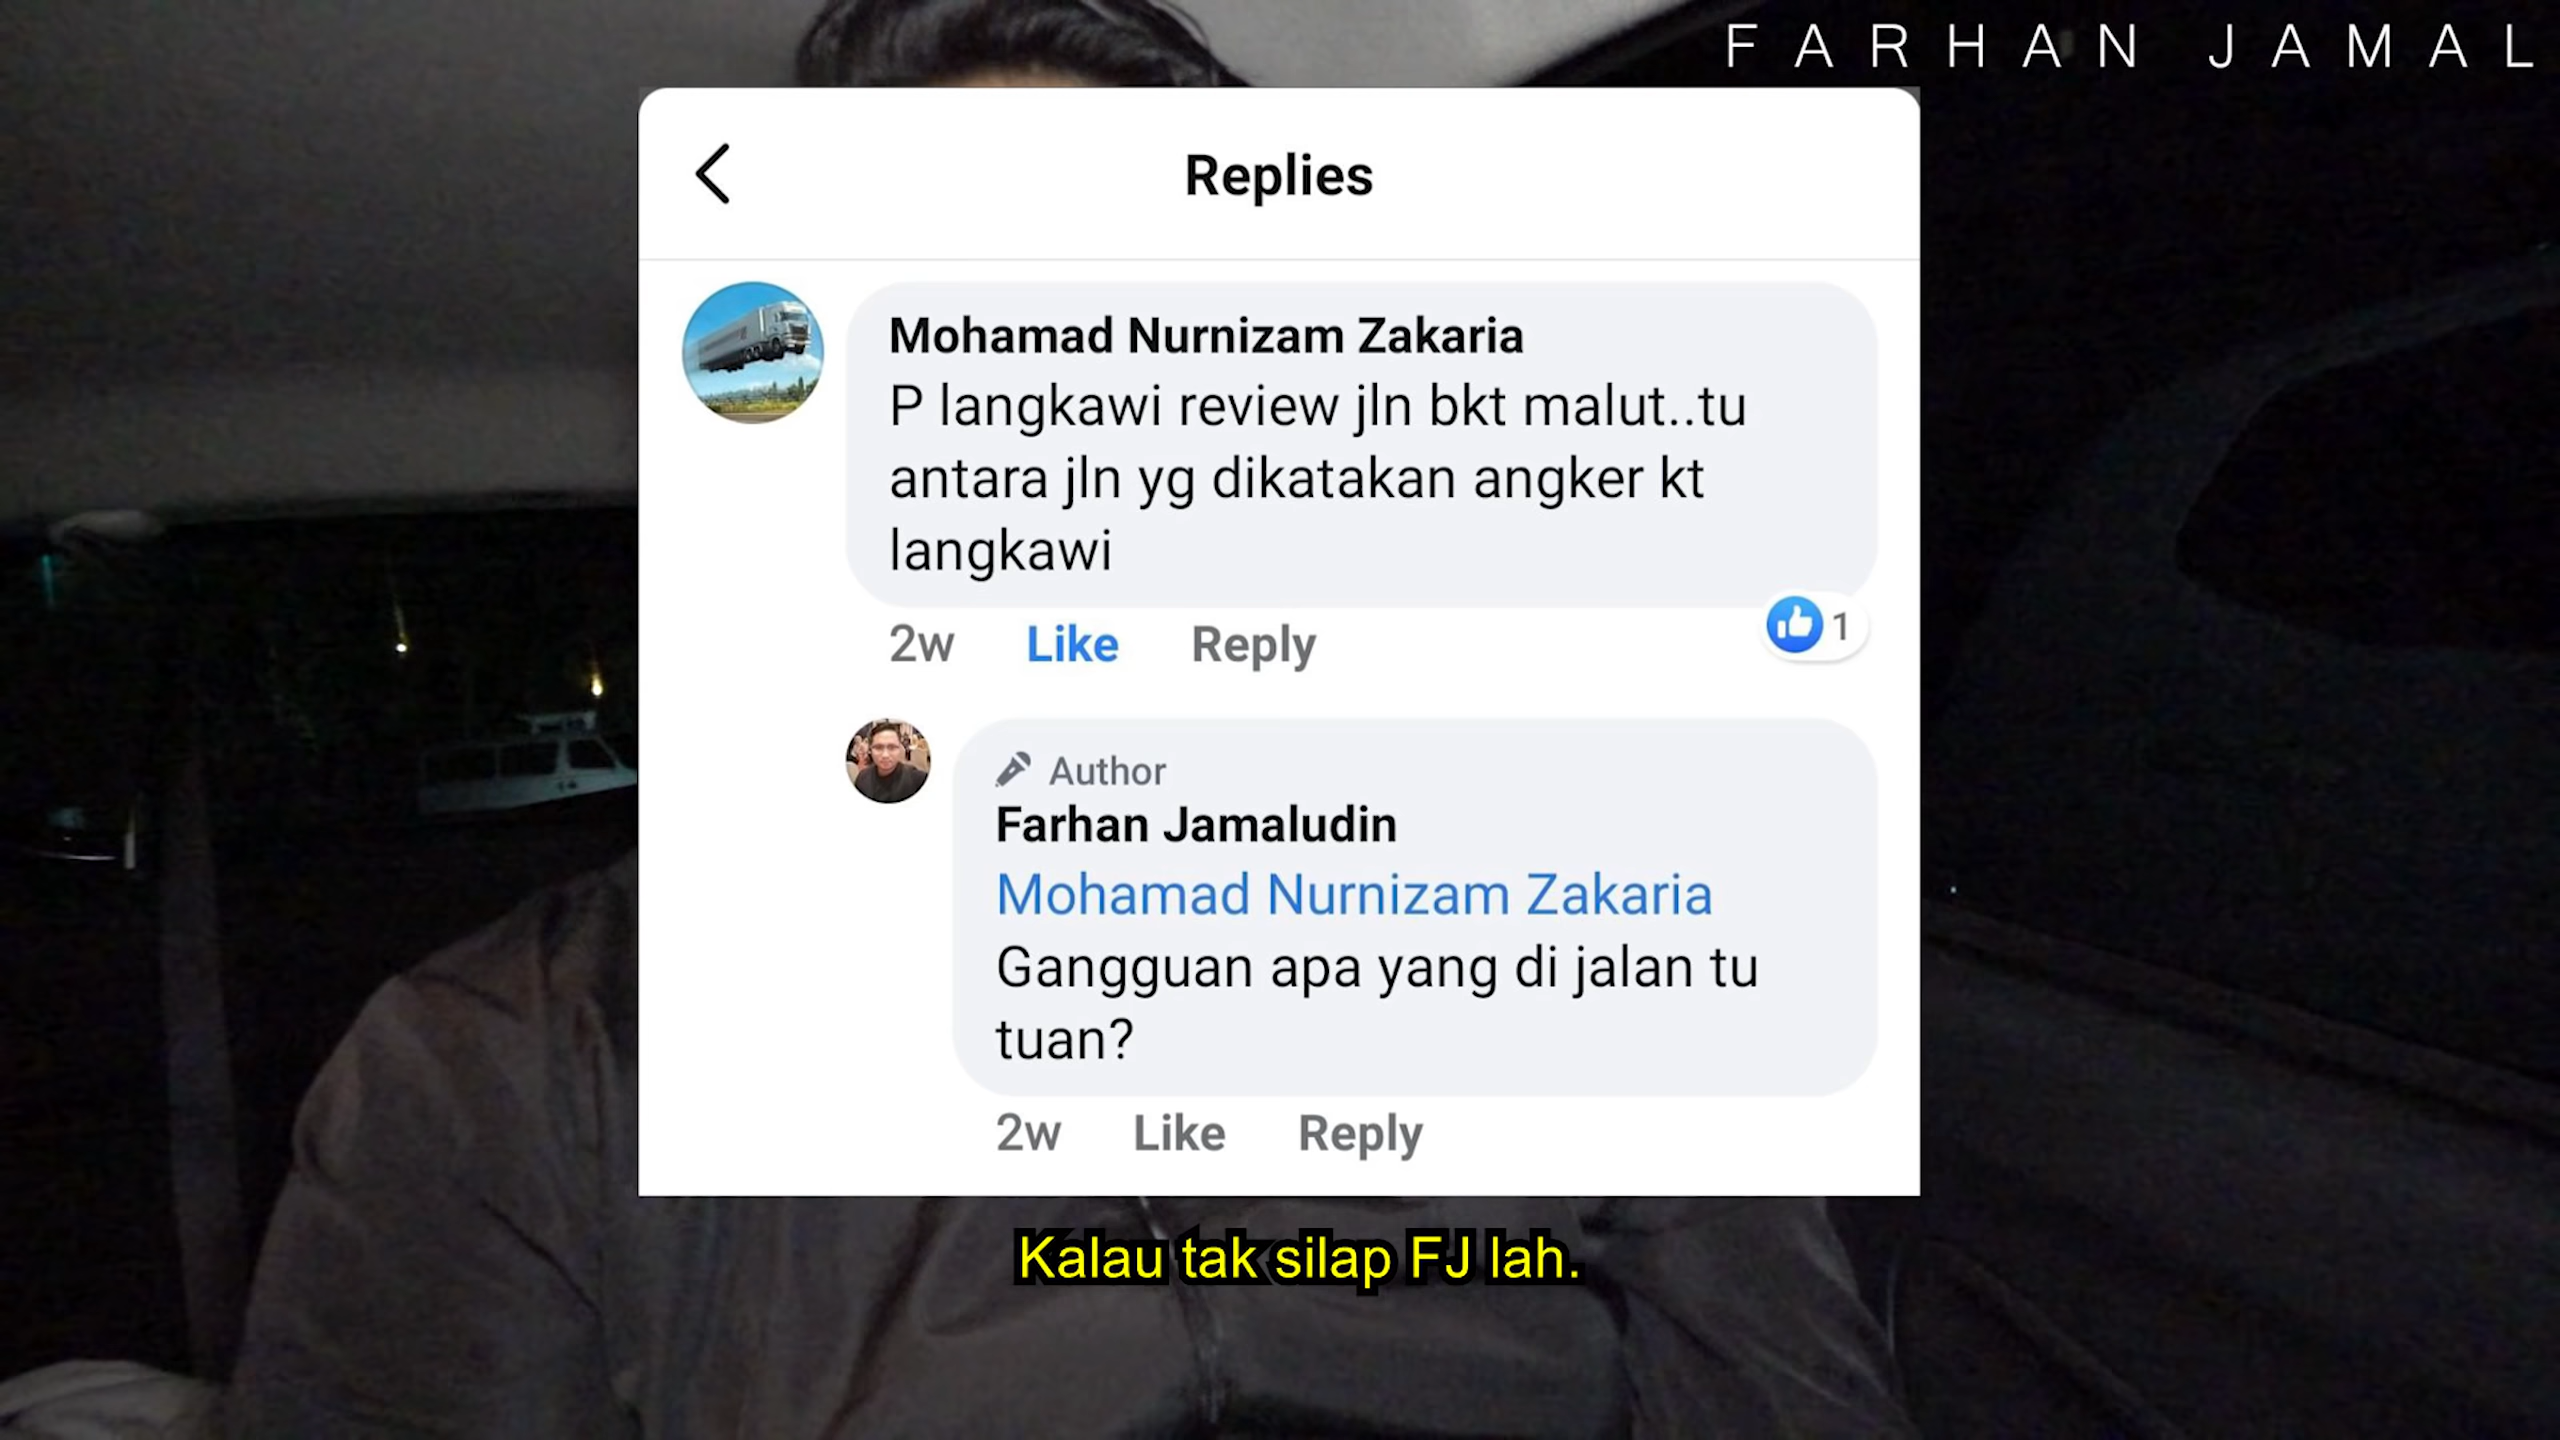 FARHAN JAMAL
Replies
Mohamad Nurnizam Zakaria
P langkawi review jln bkt malut..tu
antara jln yg dikatakan angker kt
langkawi
2w Like Reply 1
Author
Farhan Jamaludin
Mohamad Nurnizam Zakaria
Gangguan apa yang di jalan tu
tuan?
2w Like Reply
Kalau tak silap FJ lah.